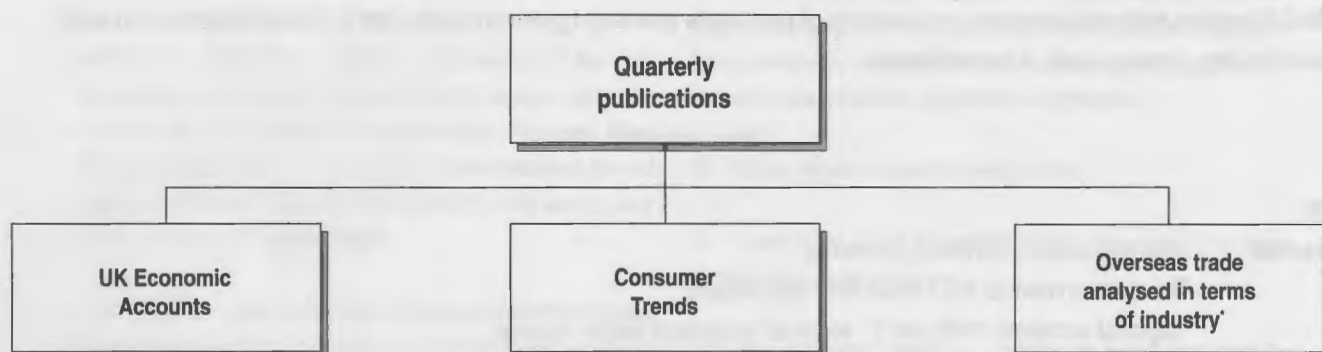 Quarterly
publications
UK Economic
Accounts
Consumer
Trends
Overseas trade
analysed in terms
of industry*